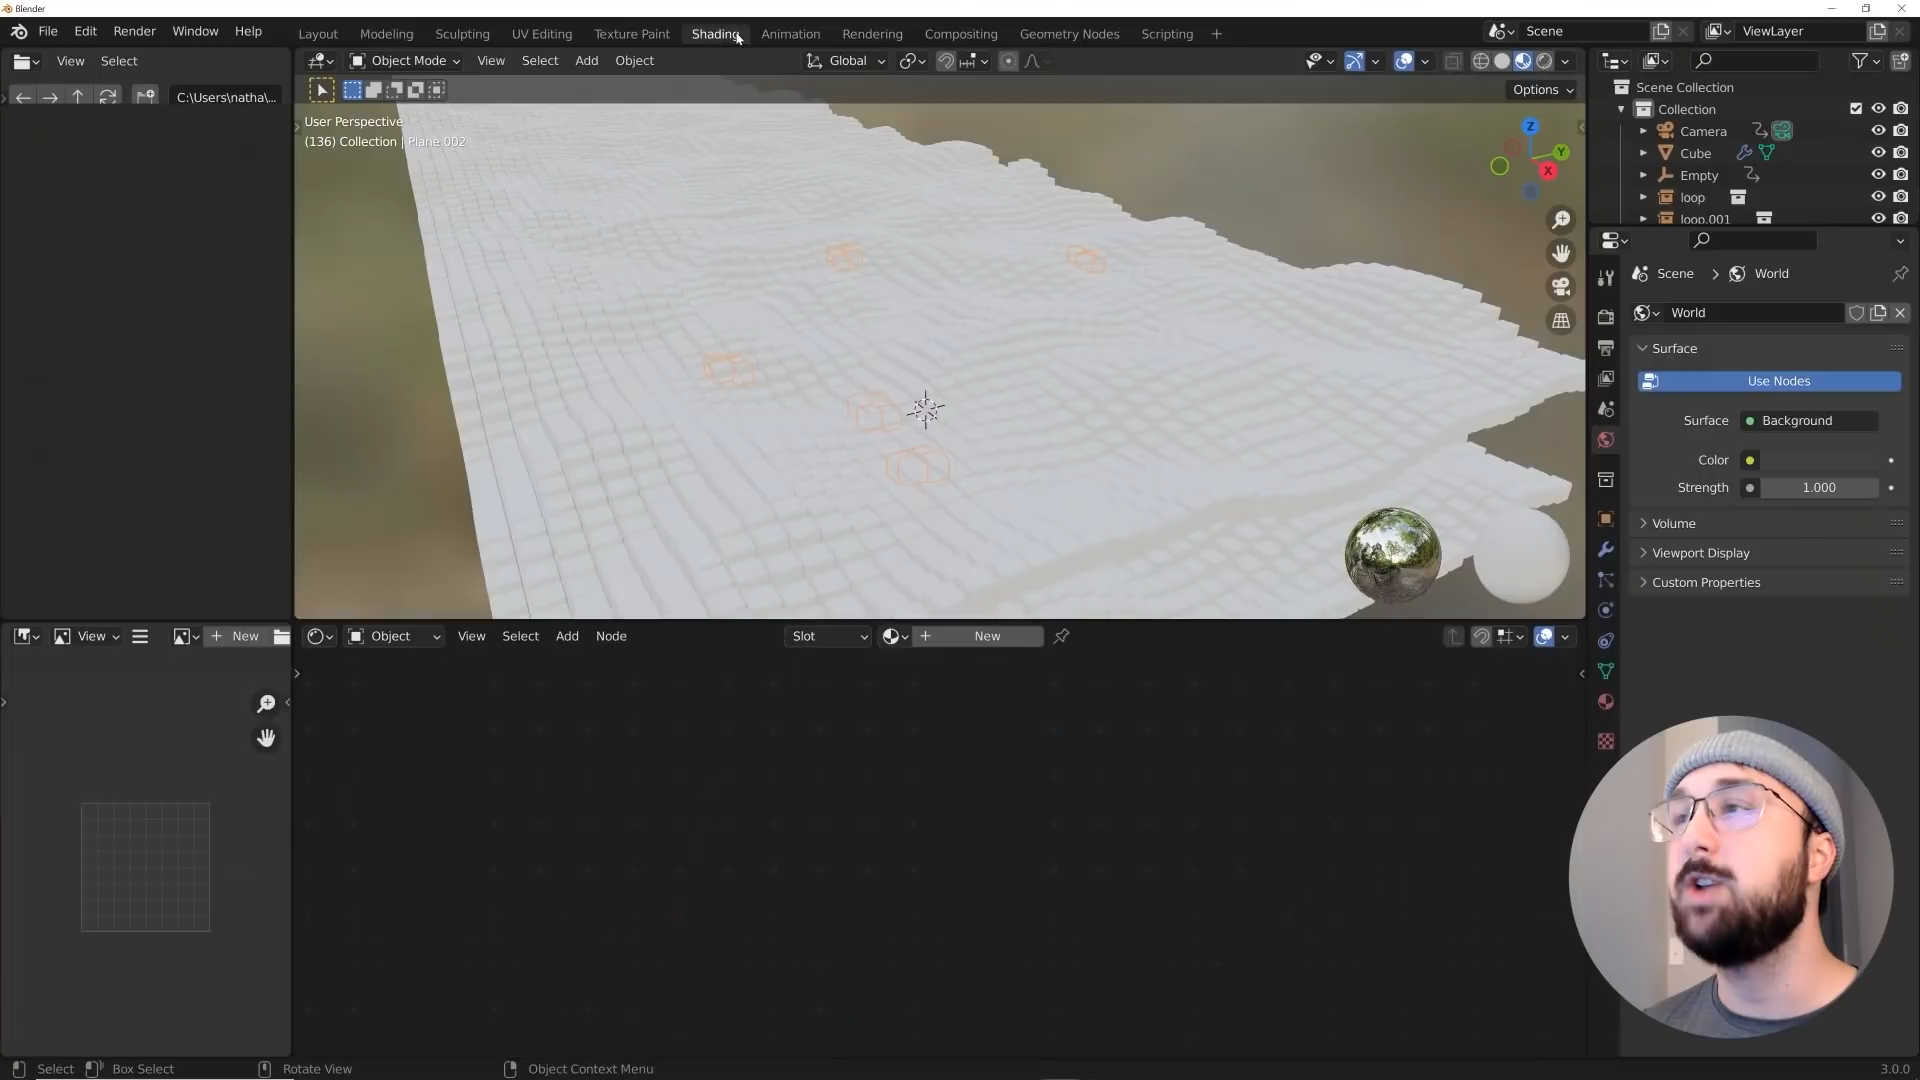 Blender
File Edit Render Window Help
Layout Modeling Sculpting UV Editing Texture Paint Shading Animation Rendering Compositing Geometry Nodes Scripting +
Scene
ViewLayer
View Select
Object Mode View Select Add Object
Global
C:\Users\natha\...
Options
User Perspective
(136) Collection | Plane.002
Z
Y
X
Scene Collection
Collection
Camera
Cube
Empty
loop
loop.001
Scene > World
World
Surface
Use Nodes
Surface Background
Color
Strength 1.000
Volume
Viewport Display
Custom Properties
View
New
Object View Select Add Node
Slot
New
Select Box Select Rotate View Object Context Menu
3.0.0